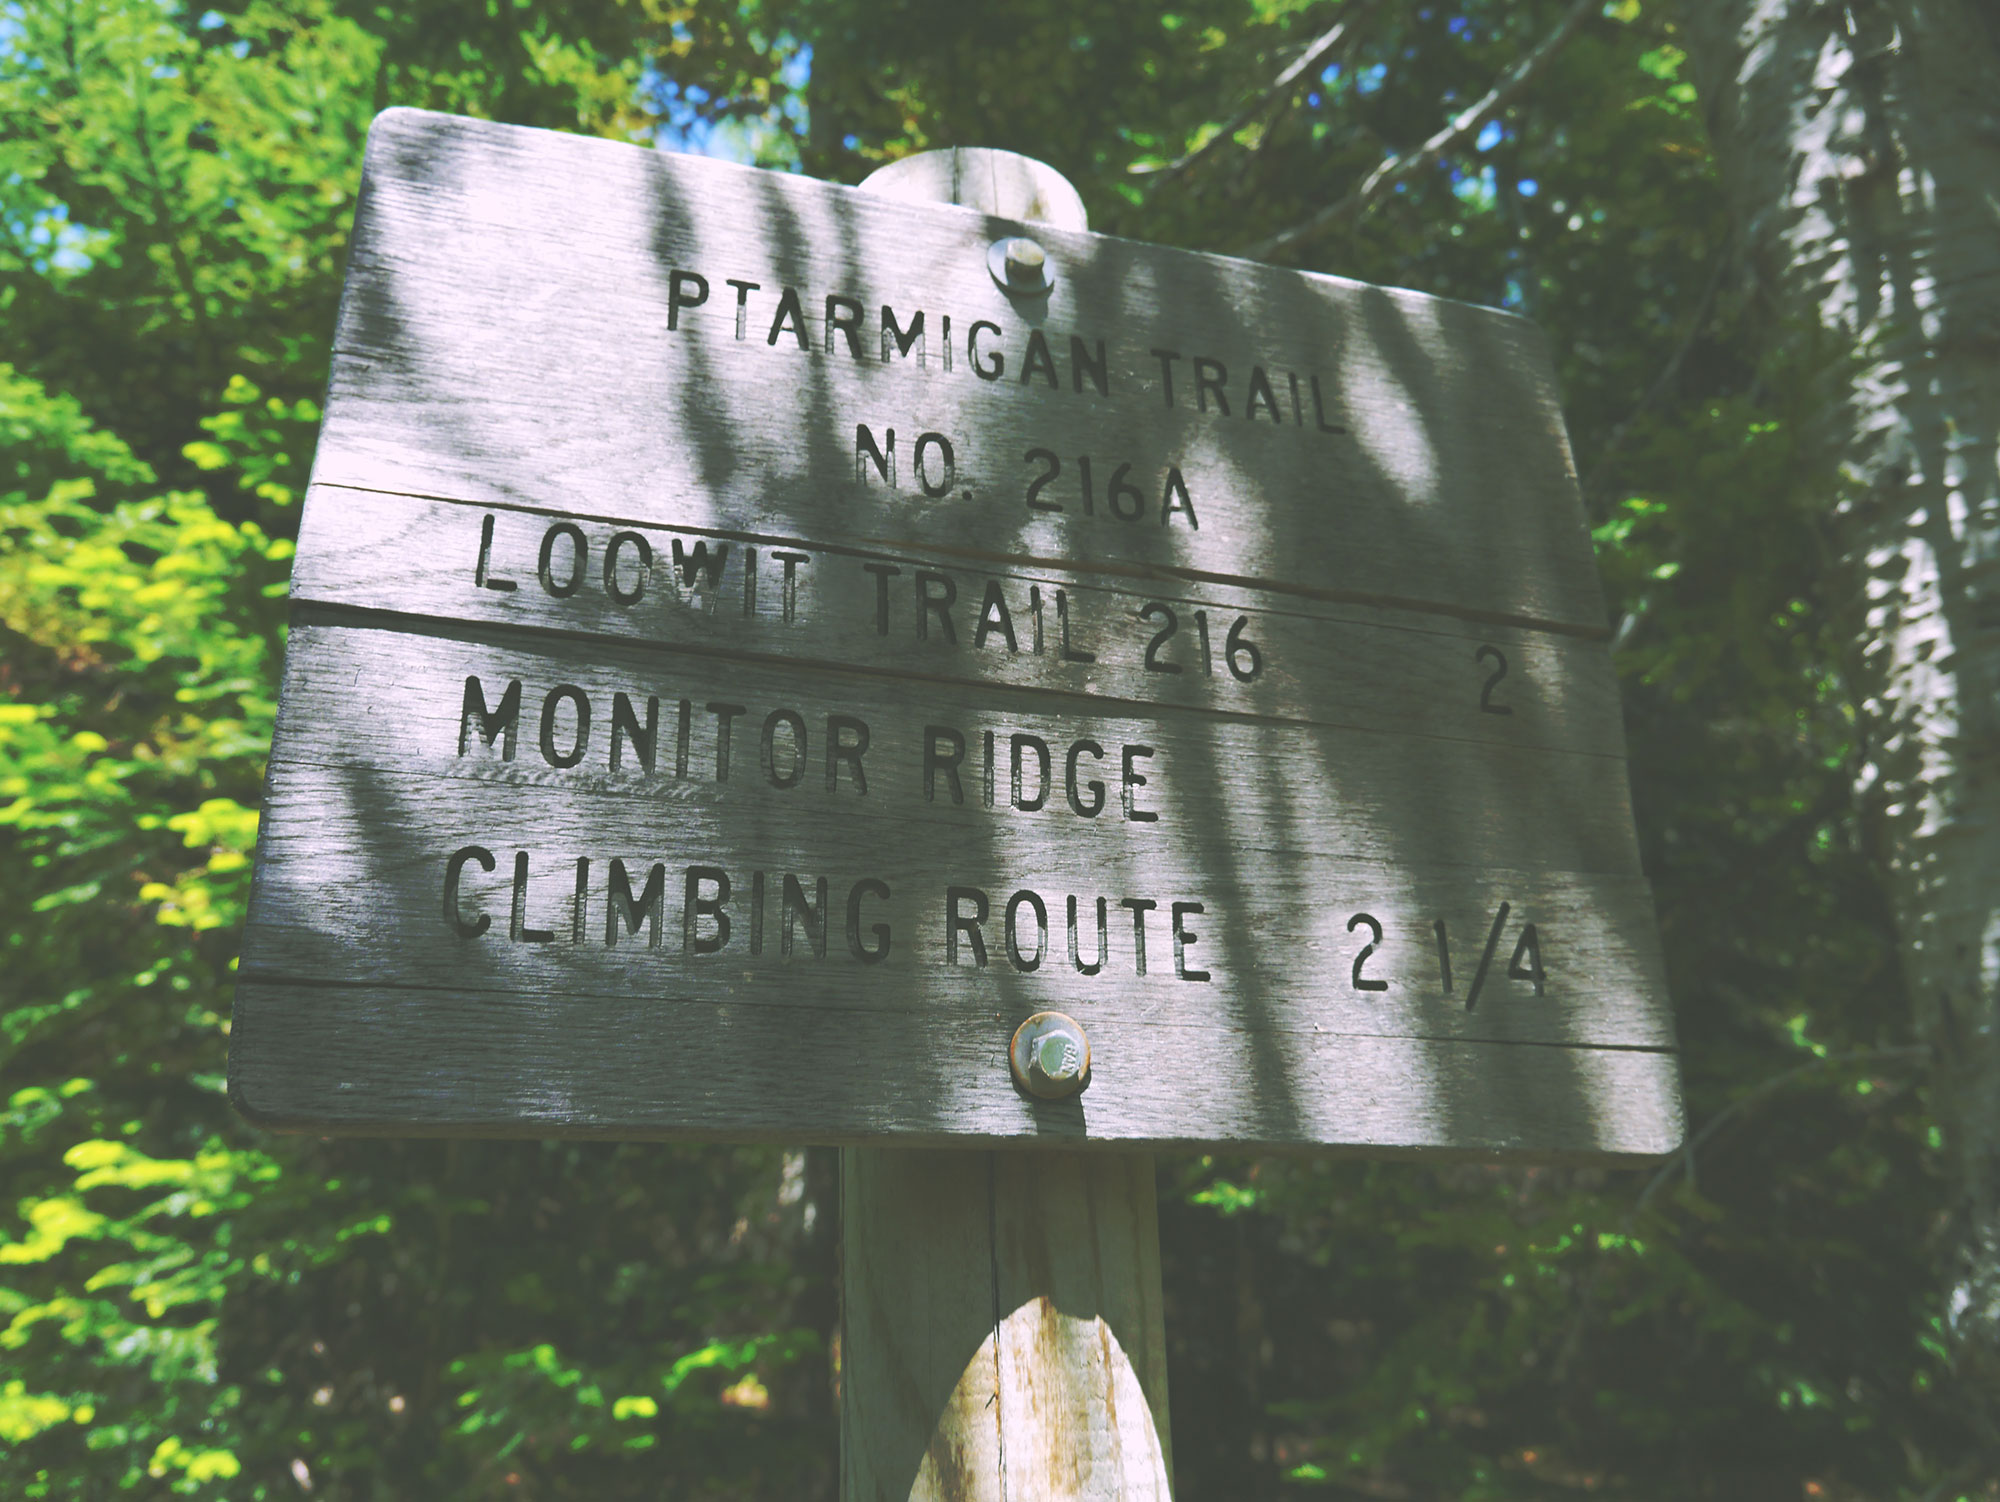 PTARMIGAN TRAIL
NO. 216A
LOOWIT TRAIL 216 2
MONITOR RIDGE
CLIMBING ROUTE 2 1/4